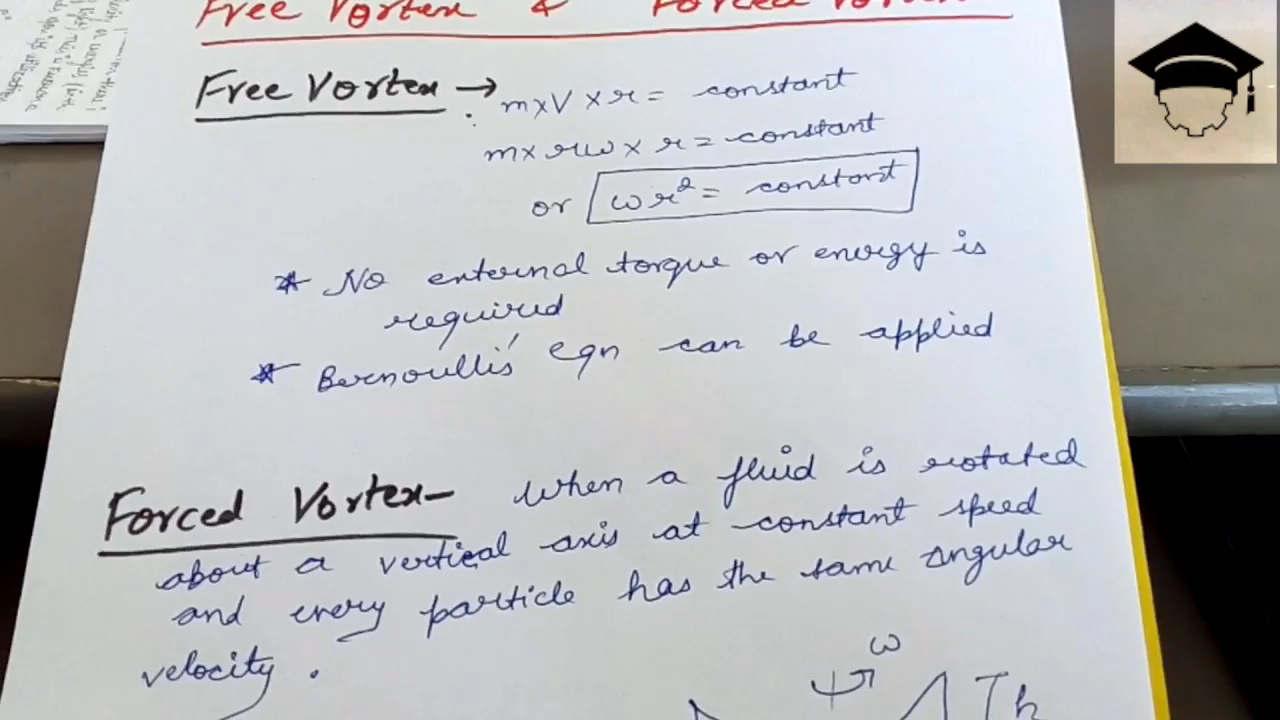 Free Vortex & Forced Vortex
Free Vortex → m×V×r = constant
m×rω×r = constant
or ωr² = constant
* No external torque or energy is
required
* Bernoulli's eqn can be applied
Forced Vortex- When a fluid is rotated
about a vertical axis at constant speed
and every particle has the same angular
velocity.
ω
h